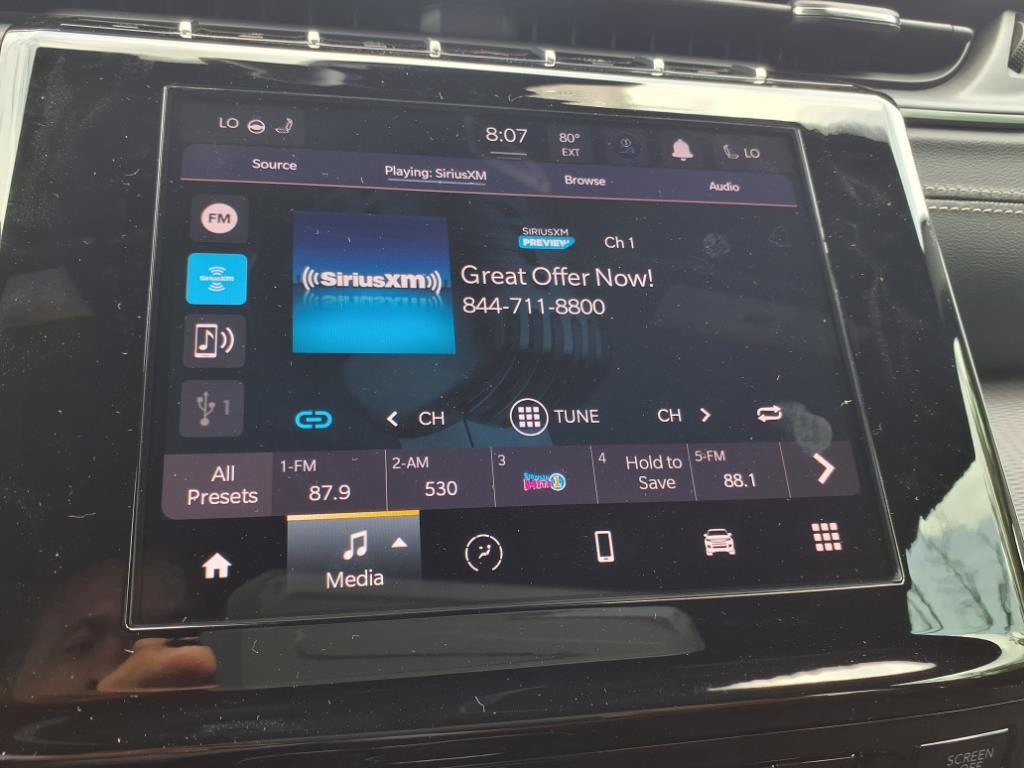 LO
8:07
80°
EXT
LO
Source
Playing: SiriusXM
Browse
Audio
FM
SIRIUSXM
PREVIEW
Ch 1
SiriusXM
((SiriusXM))
Great Offer Now!
844-711-8800
1
CH
TUNE
CH
All
Presets
1-FM
87.9
2-AM
530
3
4
Hold to
Save
5-FM
88.1
Media
SCREEN
OFF